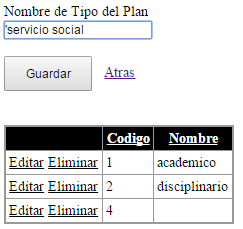 Nombre de Tipo del Plan
'servicio social
Guardar Atras
Codigo Nombre
Editar Eliminar 1 academico
Editar Eliminar 2 disciplinario
Editar Eliminar 4